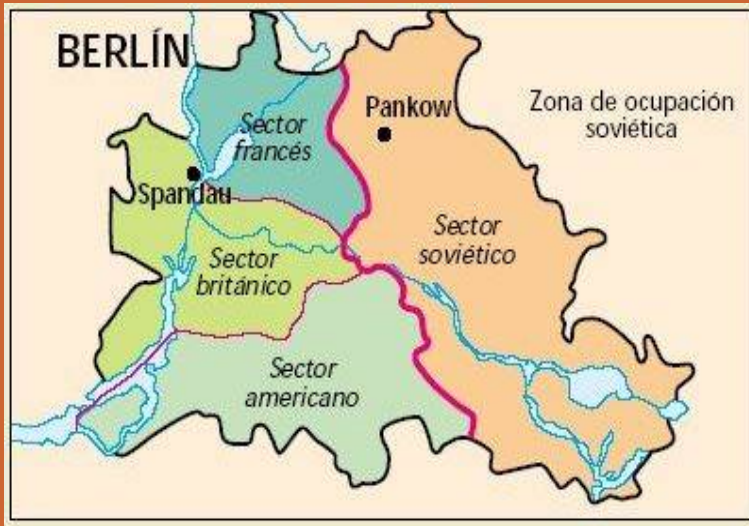 BERLÍN
Sector
francés
Pankow
Zona de ocupación
soviética
Spandau
Sector
británico
Sector
soviético
Sector
americano